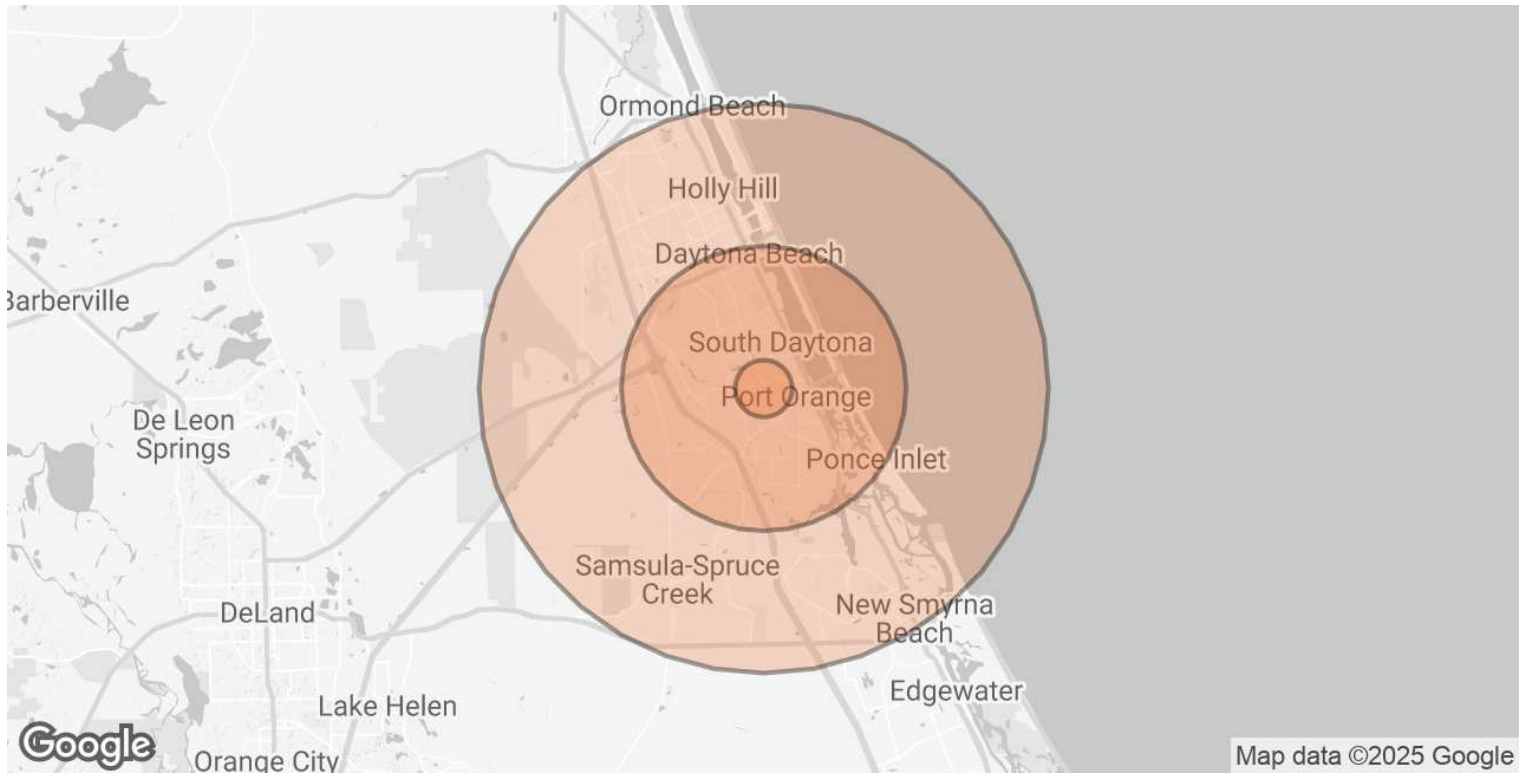 Ormond Beach
Holly Hill
Daytona Beach
Barberville
South Daytona
Port Orange
De Leon
Springs
Ponce Inlet
Samsula-Spruce
Creek
New Smyrna
Beach
DeLand
Edgewater
Lake Helen
Google
Orange City
Map data ©2025 Google